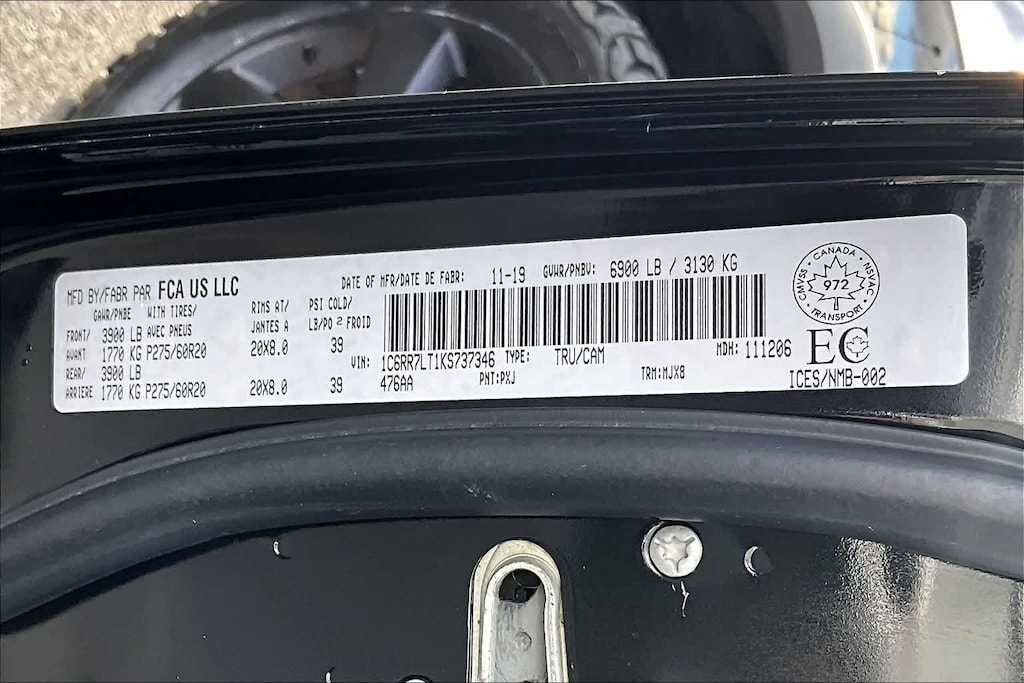 MFD BY/FABR PAR FCA US LLC
DATE OF MFR/DATE DE FABR: 11-19 GVWR/PNBV: 6900 LB / 3130 KG
GAWR/PNBE WITH TIRES/ RIMS AT/ PSI COLD/
AVEC PNEUS JANTES A LB/PO2 FROID
FRONT/ 3900 LB
AVANT 1770 KG P275/60R20 20X8.0 39
REAR/ 3900 LB
ARRIERE 1770 KG P275/60R20 20X8.0 39
VIN: 1C6RR7LT1KS737346 TYPE: TRU/CAM MDH: 111206
476AA PNT:PXJ TRM:MJX8
CANADA
CMVSS 972 NSVAC
TRANSPORT
EC
ICES/NMB-002